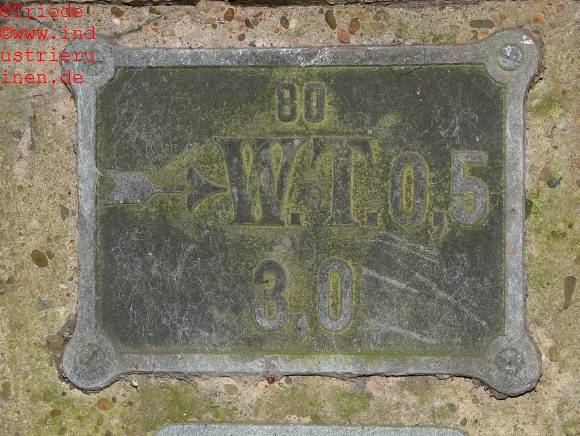 ©Triode
©www.ind
ustrieru
inen.de
80
W.T.0,5
3,0